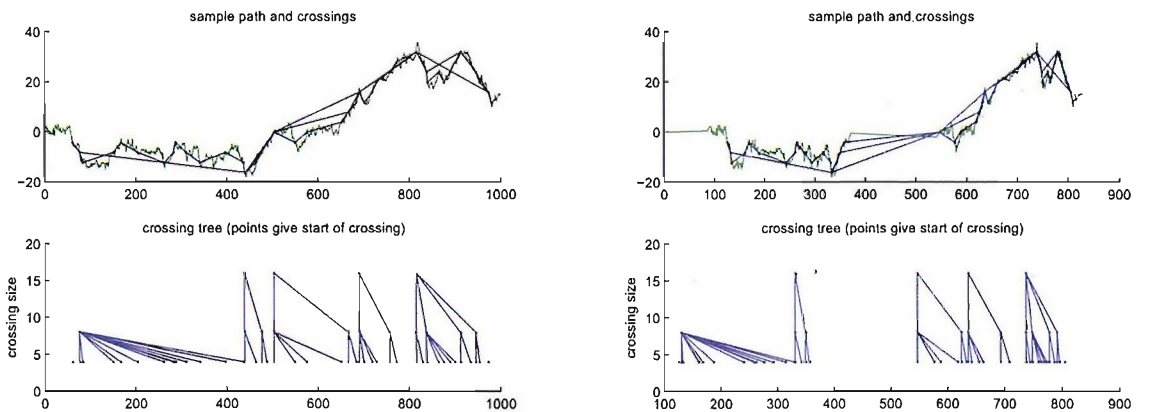 sample path and crossings
40
20
0
−20
0 200 400 600 800 1000
crossing tree (points give start of crossing)
crossing size
20
15
10
5
0
0 200 400 600 800 1000
sample path and crossings
40
20
0
−20
0 100 200 300 400 500 600 700 800 900
crossing tree (points give start of crossing)
crossing size
20
15
10
5
0
100 200 300 400 500 600 700 800 900